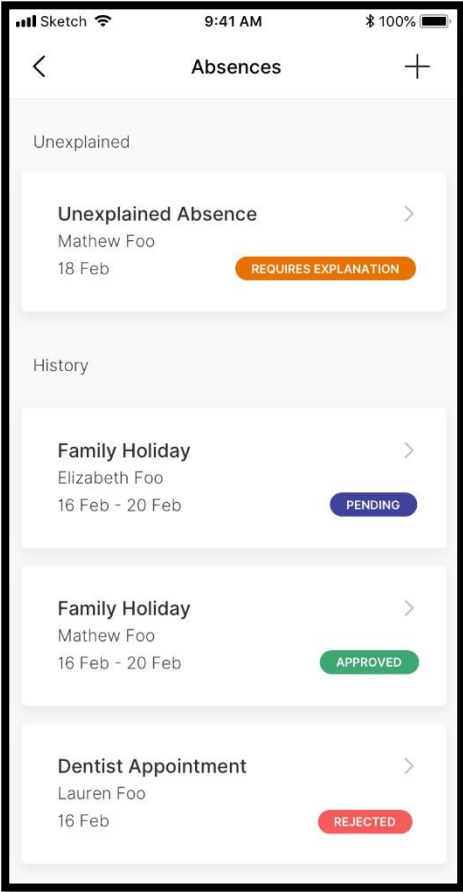 Sketch 9:41 AM 100%
Absences
Unexplained
Unexplained Absence
Mathew Foo
18 Feb REQUIRES EXPLANATION
History
Family Holiday
Elizabeth Foo
16 Feb - 20 Feb PENDING
Family Holiday
Mathew Foo
16 Feb - 20 Feb APPROVED
Dentist Appointment
Lauren Foo
16 Feb REJECTED